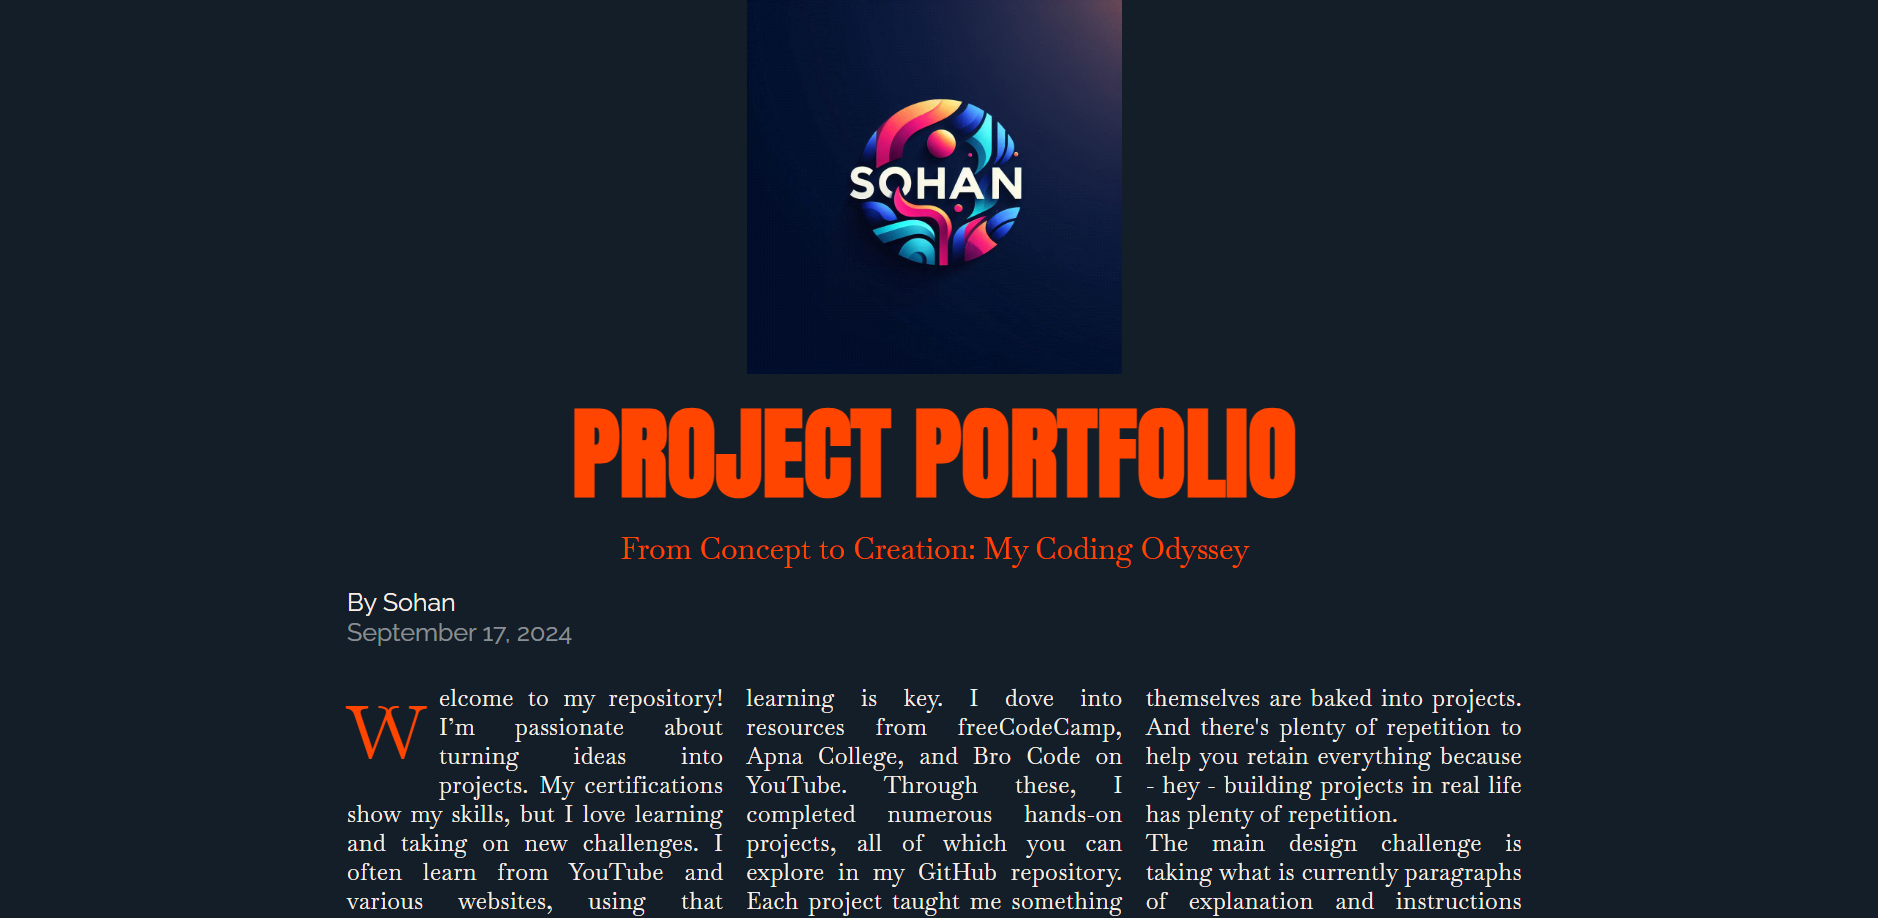 SOHAN
PROJECT PORTFOLIO
From Concept to Creation: My Coding Odyssey
By Sohan
September 17, 2024
Welcome to my repository!
I’m passionate about
turning ideas into
projects. My certifications
show my skills, but I love learning
and taking on new challenges. I
often learn from YouTube and
various websites, using that
learning is key. I dove into
resources from freeCodeCamp,
Apna College, and Bro Code on
YouTube. Through these, I
completed numerous hands-on
projects, all of which you can
explore in my GitHub repository.
Each project taught me something
themselves are baked into projects.
And there's plenty of repetition to
help you retain everything because
- hey - building projects in real life
has plenty of repetition.
The main design challenge is
taking what is currently paragraphs
of explanation and instructions